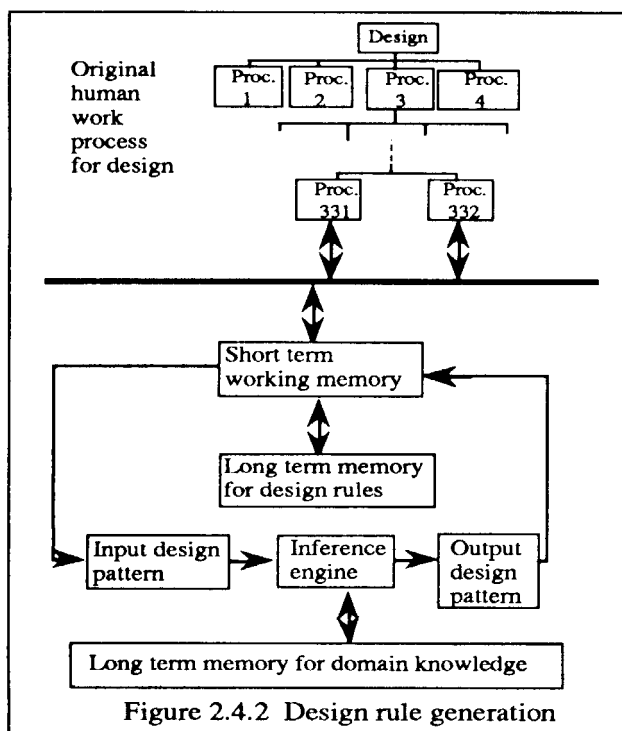 Design
Original
human
work
process
for design
Proc.
1
Proc.
2
Proc.
3
Proc.
4
Proc.
331
Proc.
332
Short term
working memory
Long term memory
for design rules
Input design
pattern
Inference
engine
Output
design
pattern
Long term memory for domain knowledge
Figure 2.4.2 Design rule generation